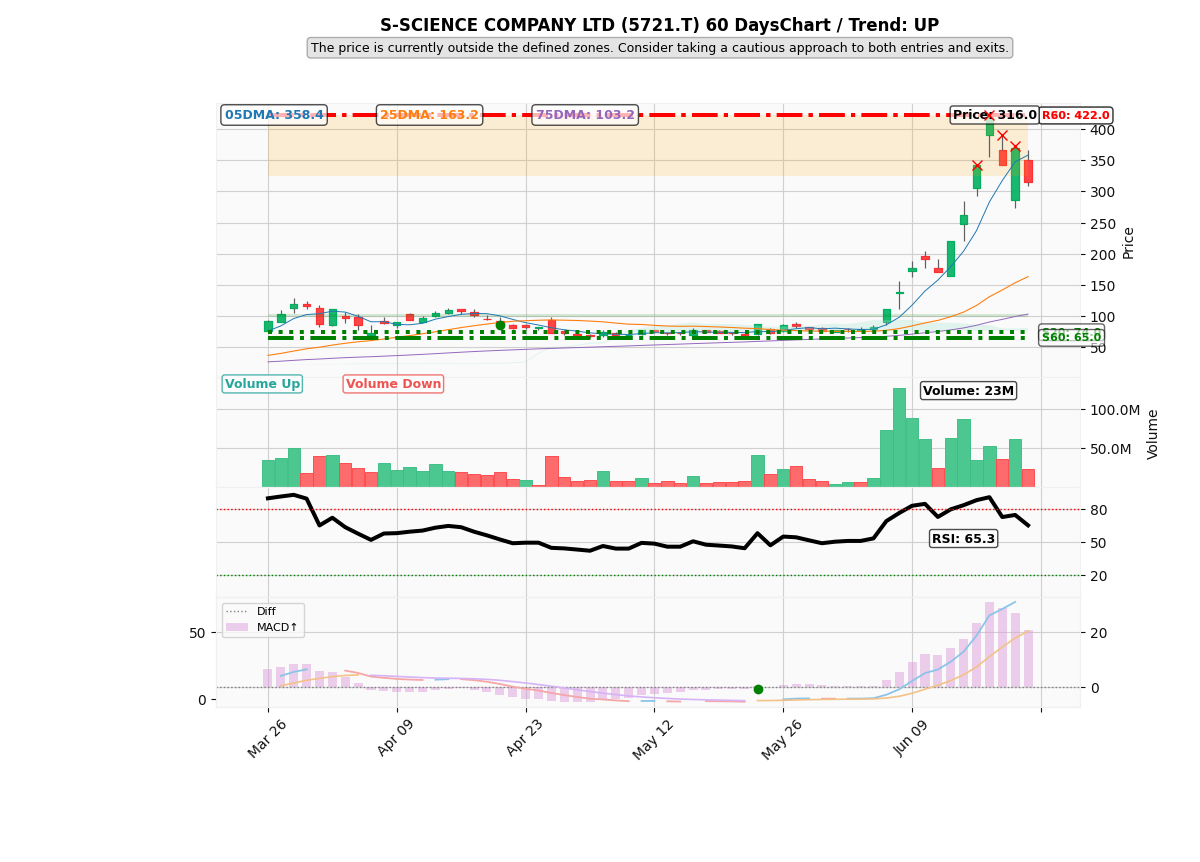 S-SCIENCE COMPANY LTD (5721.T) 60 DaysChart / Trend: UP
The price is currently outside the defined zones. Consider taking a cautious approach to both entries and exits.
05DMA: 358.4
25DMA: 163.2
75DMA: 103.2
Price: 316.0
R60: 422.0
400
350
300
250
200
150
100
50
Price
S60: 65.0
Volume Up
Volume Down
Volume: 23M
100.0M
50.0M
Volume
80
50
20
RSI: 65.3
Diff
MACD↑
50
0
20
0
Mar 26
Apr 09
Apr 23
May 12
May 26
Jun 09